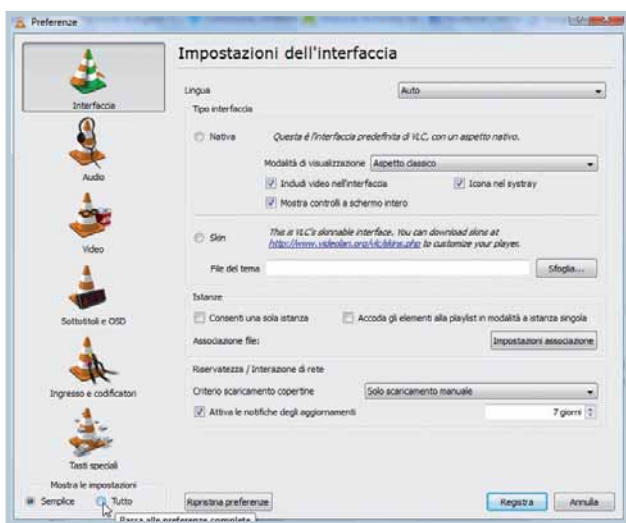 Preferenze
Interfaccia
Audio
Video
Sottotitoli e OSD
Ingresso e codificatori
Tasti speciali
Mostra le impostazioni
Semplice Tutto
Passa alle preferenze complete
Impostazioni dell'interfaccia
Lingua Auto
Tipo interfaccia
Nativa Questa è l'interfaccia predefinita di VLC, con un aspetto nativo.
Modalità di visualizzazione Aspetto classico
Includi video nell'interfaccia Icona nel systray
Mostra controlli a schermo intero
Skin This is VLC's skinnable interface. You can download skins at
http://www.videolan.org/vlc/skins.php to customize your player.
File del tema Sfoglia...
Istanze
Consenti una sola istanza Accoda gli elementi alla playlist in modalità a istanza singola
Associazione file: Impostazioni associazione
Riservatezza / Interazione di rete
Criterio scaricamento copertine Solo scaricamento manuale
Attiva le notifiche degli aggiornamenti 7 giorni
Ripristina preferenze Registra Annulla